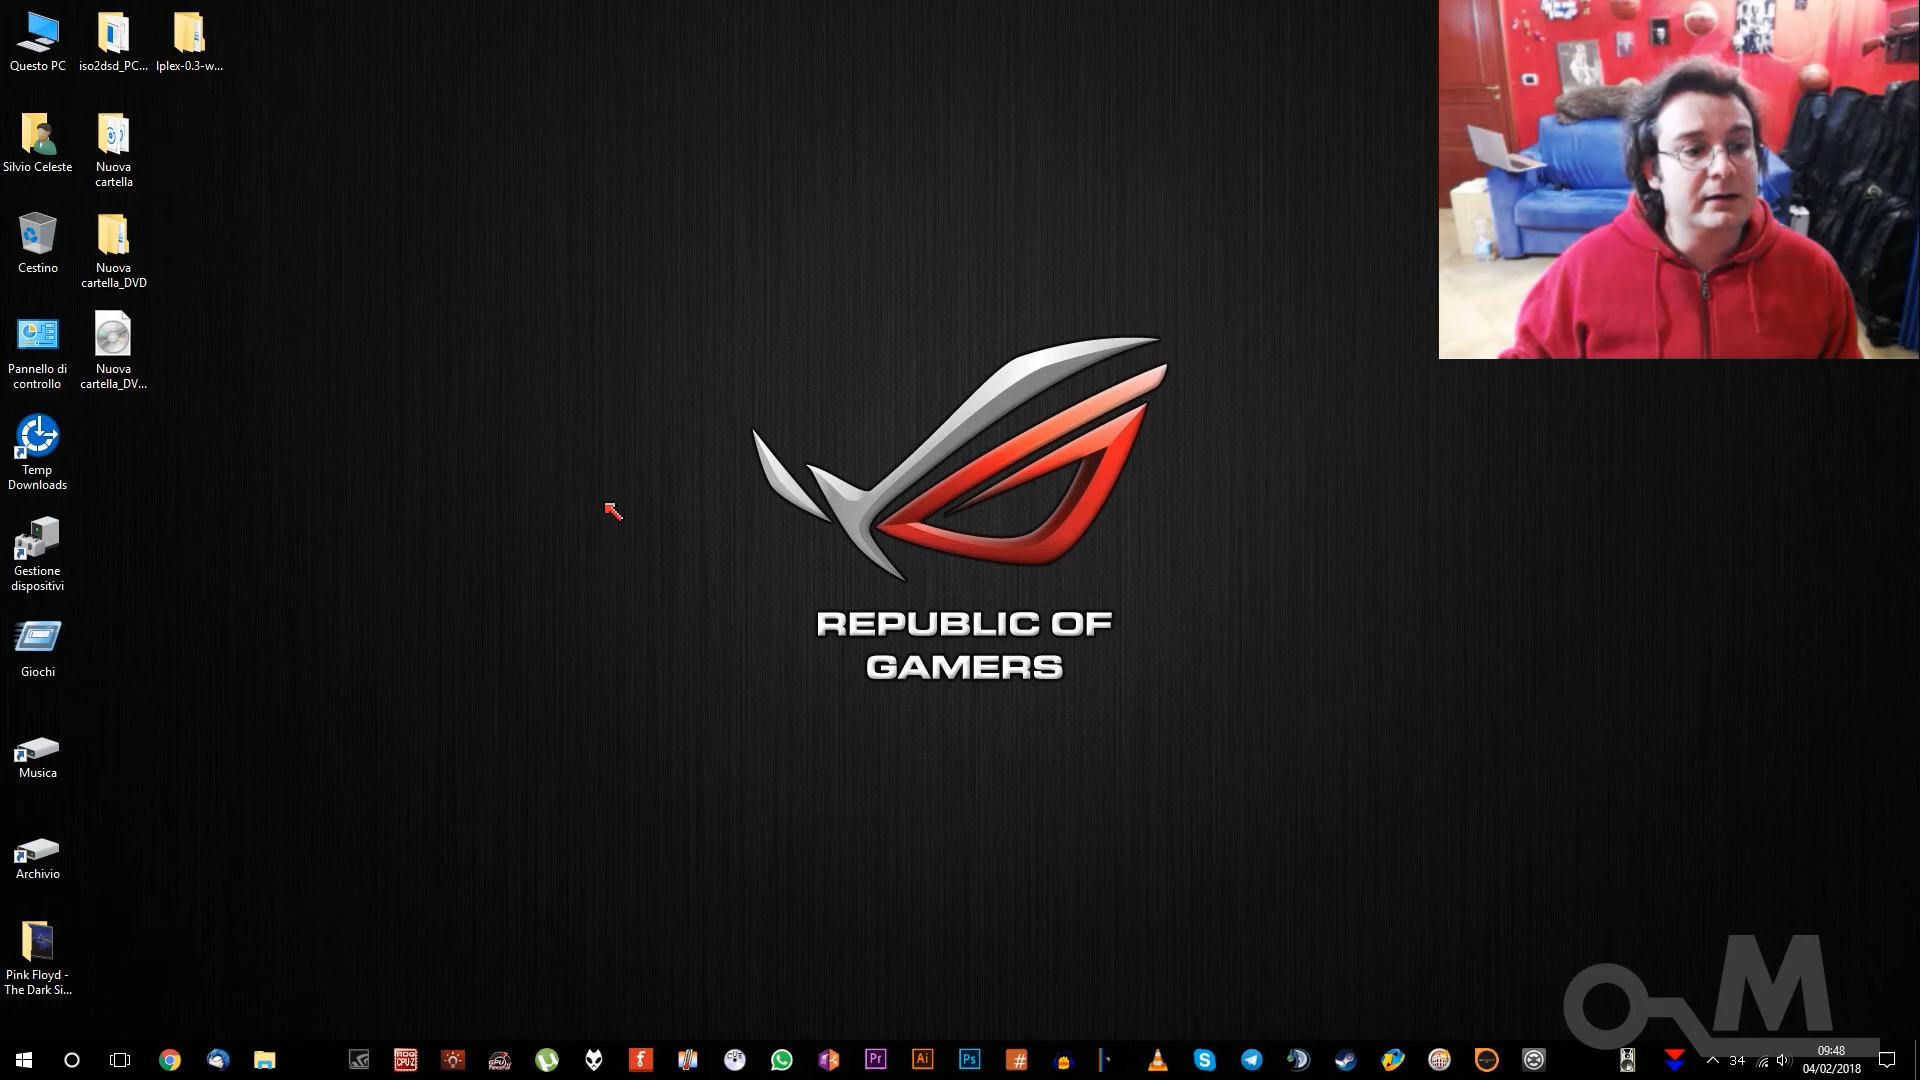 Questo PC
iso2dsd_PC...
lplex-0.3-w...
Silvio Celeste
Nuova
cartella
Cestino
Nuova
cartella_DVD
Pannello di
controllo
Nuova
cartella_DV...
Temp
Downloads
Gestione
dispositivi
Giochi
Musica
Archivio
Pink Floyd -
The Dark Si...
REPUBLIC OF
GAMERS
M
Pr
Ai
Ps
34
09:48
04/02/2018